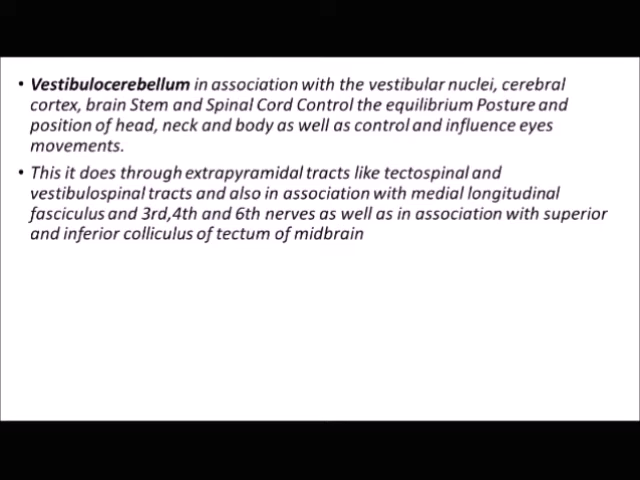 • Vestibulocerebellum in association with the vestibular nuclei, cerebral
cortex, brain Stem and Spinal Cord Control the equilibrium Posture and
position of head, neck and body as well as control and influence eyes
movements.
• This it does through extrapyramidal tracts like tectospinal and
vestibulospinal tracts and also in association with medial longitudinal
fasciculus and 3rd,4th and 6th nerves as well as in association with superior
and inferior colliculus of tectum of midbrain